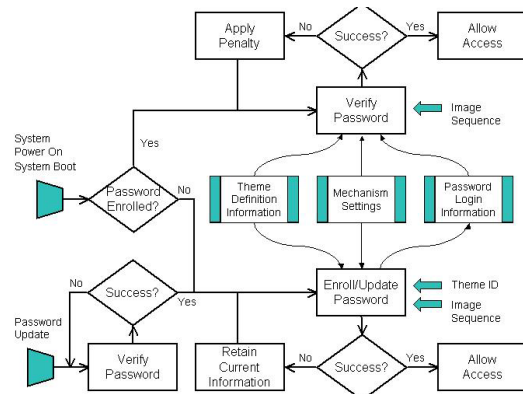 Apply
Penalty
No
Success?
Yes
Allow
Access
Verify
Password
Image
Sequence
System
Power On
System Boot
Yes
Password
Enrolled?
No
Theme
Definition
Information
Mechanism
Settings
Password
Login
Information
No
Success?
Yes
Enroll/Update
Password
Theme ID
Image
Sequence
Password
Update
Verify
Password
Retain
Current
Information
No
Success?
Yes
Allow
Access